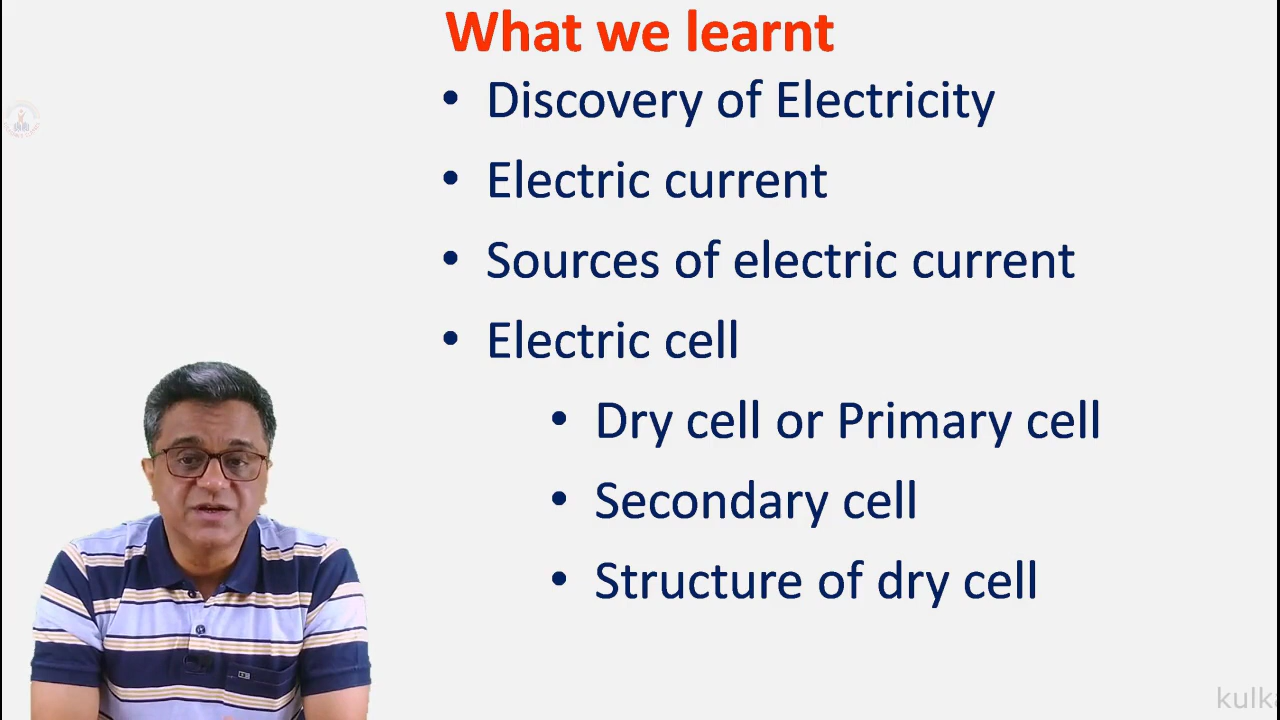 What we learnt
• Discovery of Electricity
• Electric current
• Sources of electric current
• Electric cell
• Dry cell or Primary cell
• Secondary cell
• Structure of dry cell
kulka